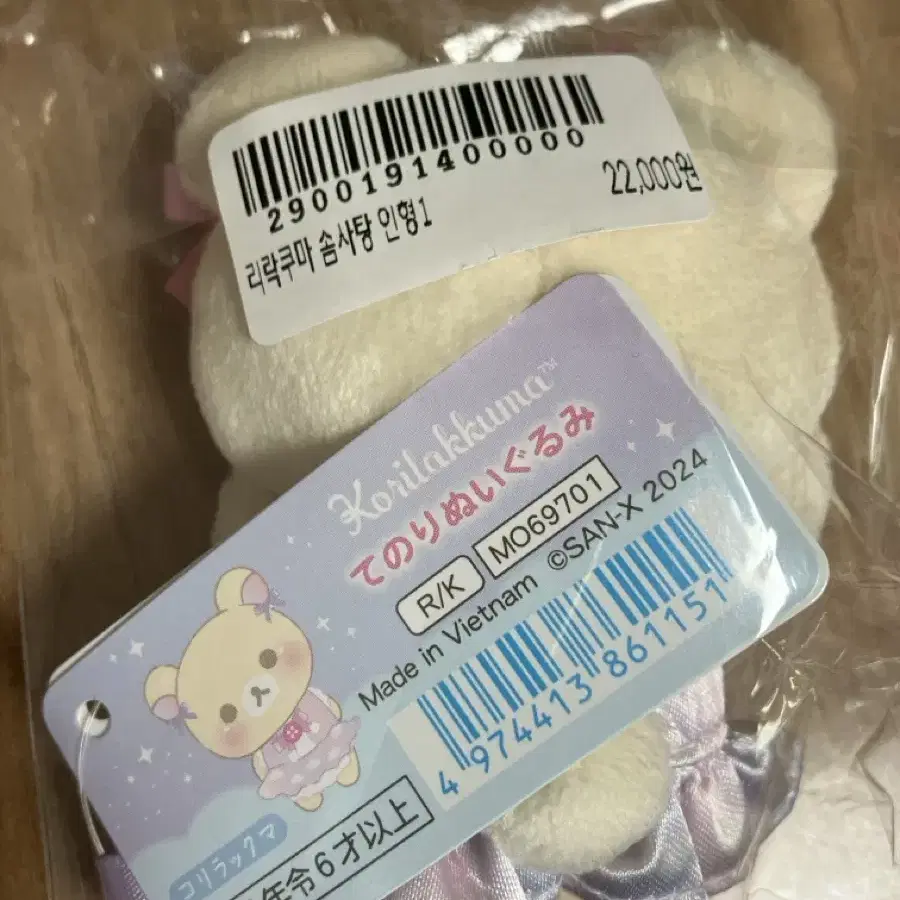 2900191400000
22,000원
리락쿠마 솜사탕 인형1
Korilakkuma™
てのりぬいぐるみ
R/K MO69701
Made in Vietnam ©SAN-X 2024
4 974413 861151
コリラックマ
年令6才以上